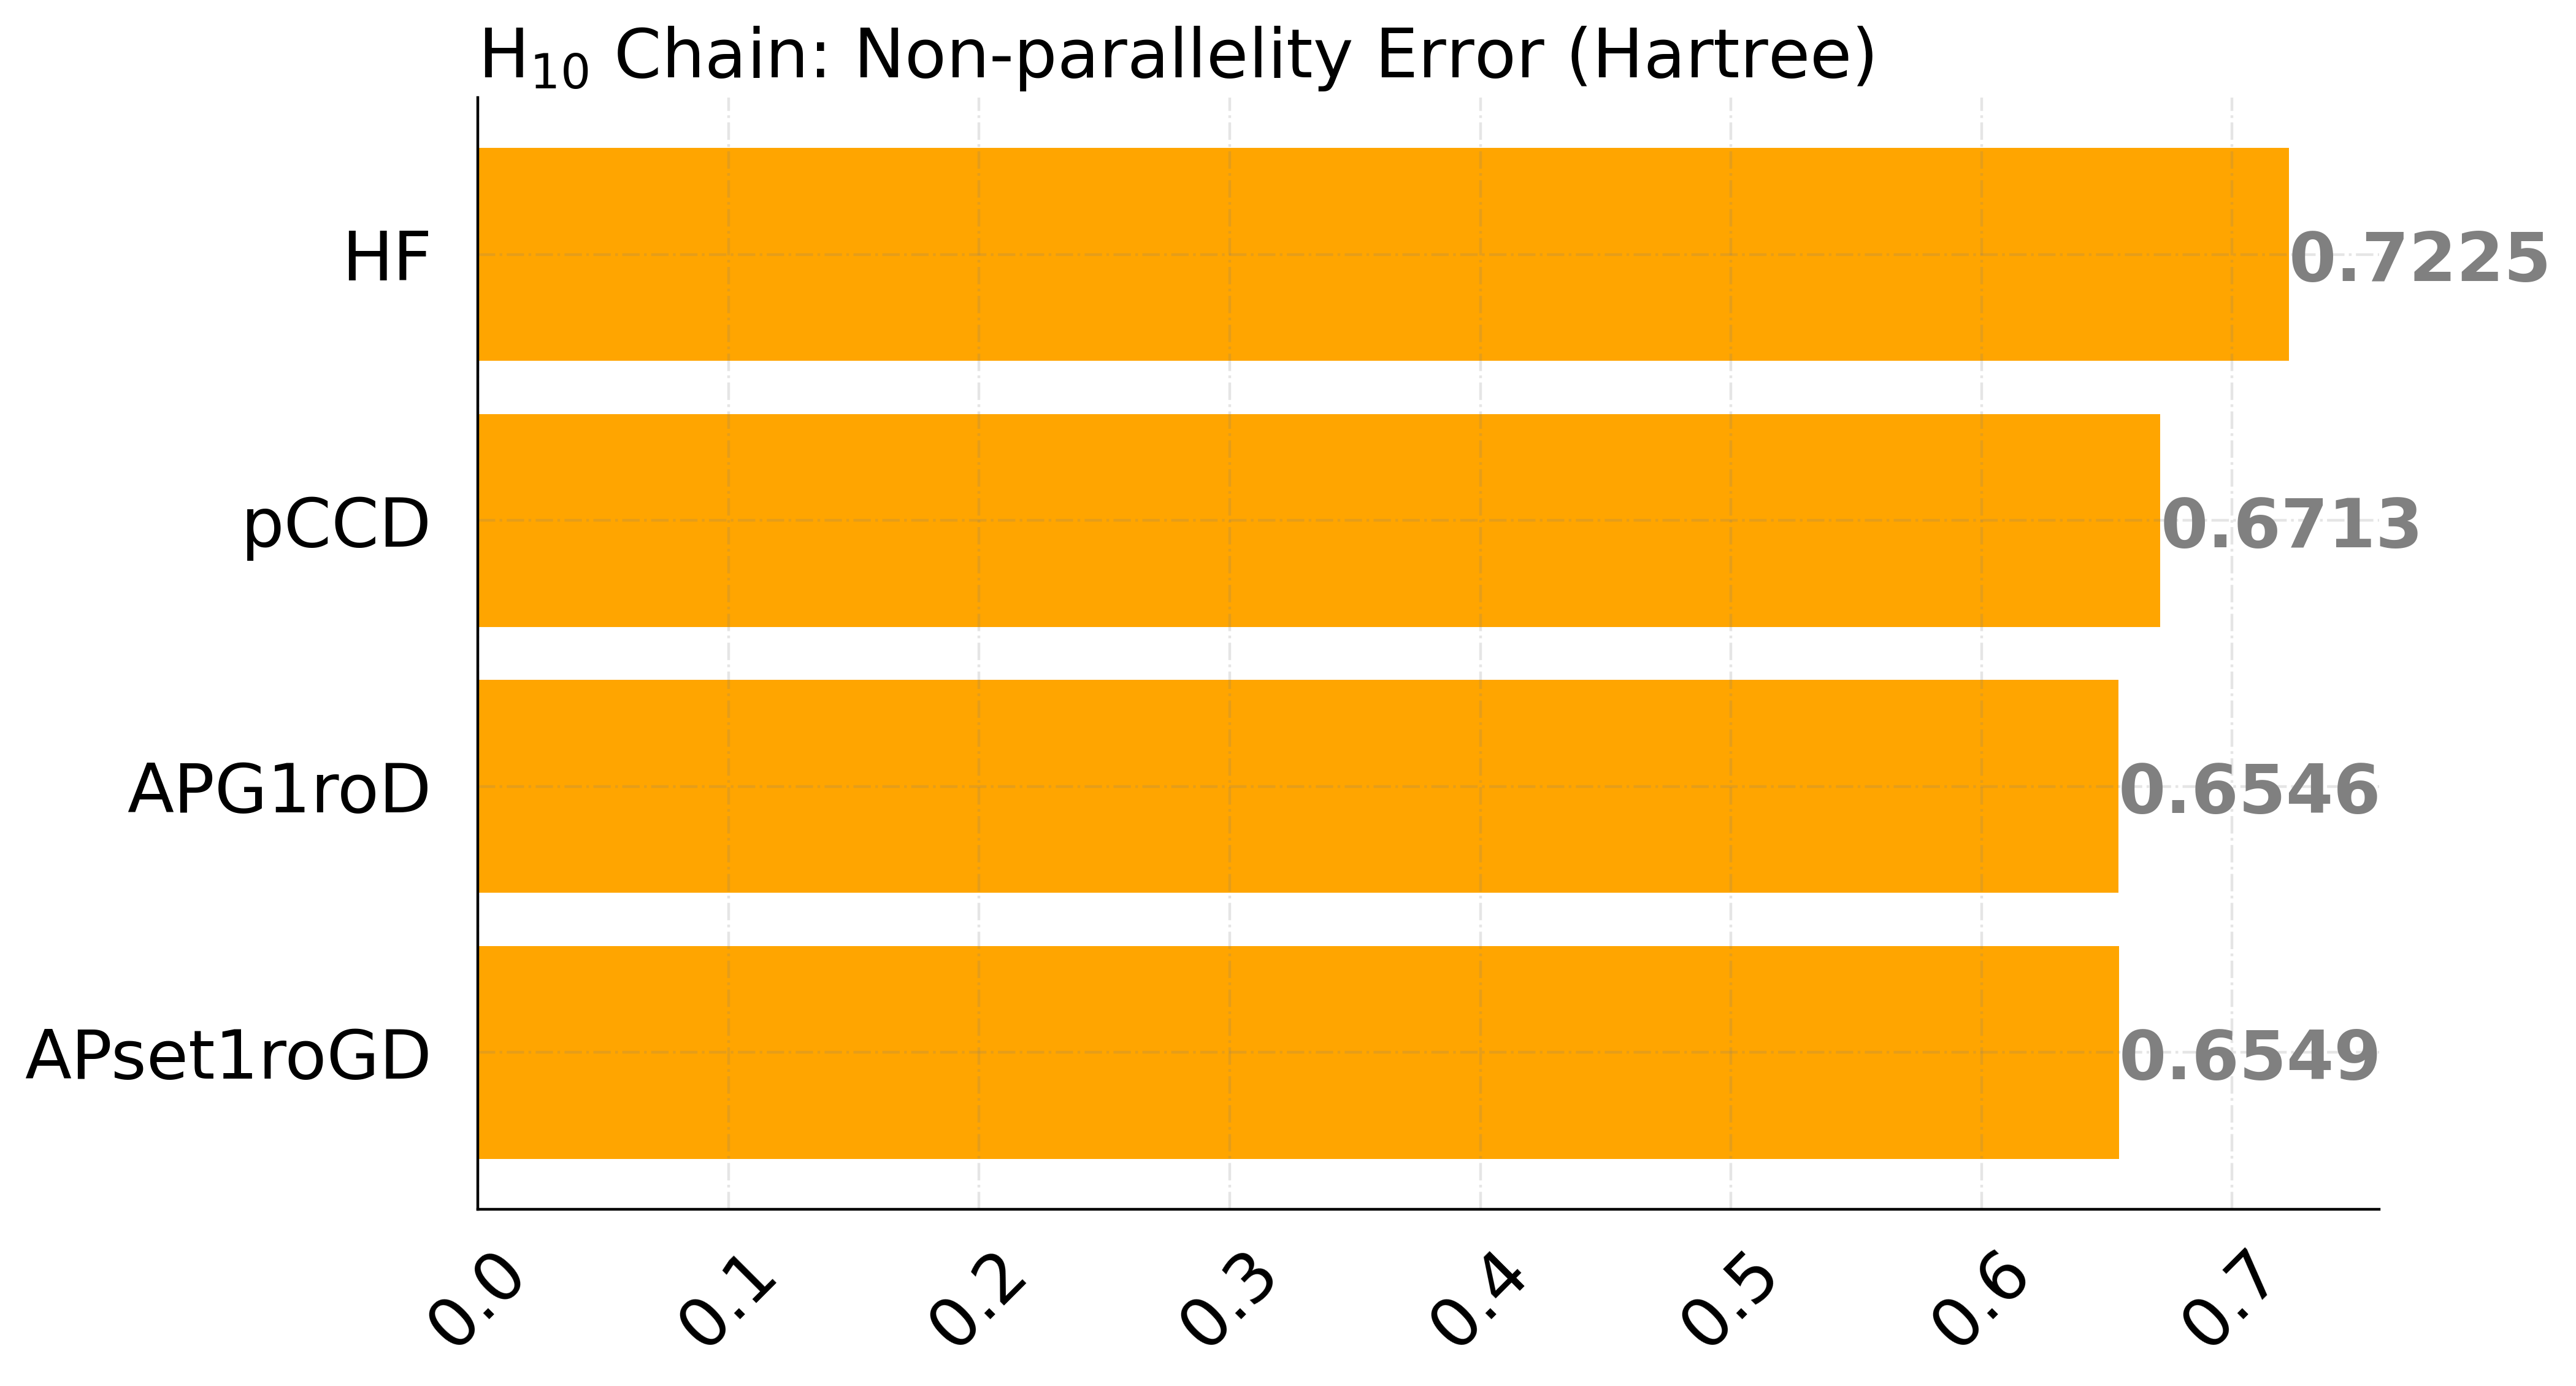 H₁₀ Chain: Non-parallelity Error (Hartree)
HF 0.7225
pCCD 0.6713
APG1roD 0.6546
APset1roGD 0.6549
0.0 0.1 0.2 0.3 0.4 0.5 0.6 0.7